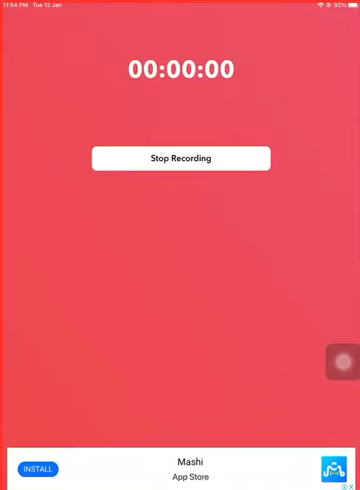 11:54 PM Tue 12 Jan 92%
00:00:00
Stop Recording
Mashi
INSTALL
App Store